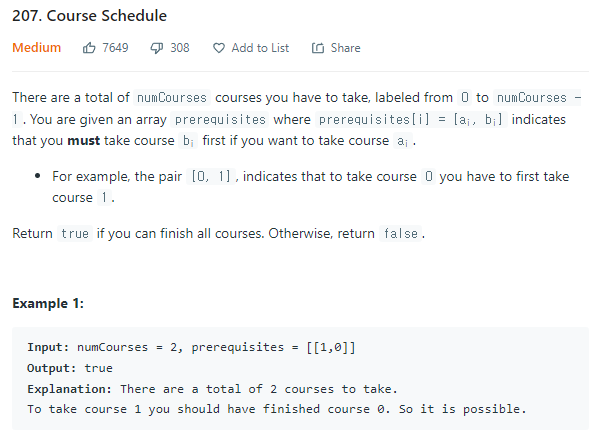 207. Course Schedule
Medium 7649 308 Add to List Share
There are a total of numCourses courses you have to take, labeled from 0 to numCourses -
1. You are given an array prerequisites where prerequisites[i] = [aᵢ, bᵢ] indicates
that you must take course bᵢ first if you want to take course aᵢ.
• For example, the pair [0, 1], indicates that to take course 0 you have to first take
course 1.
Return true if you can finish all courses. Otherwise, return false.
Example 1:
Input: numCourses = 2, prerequisites = [[1,0]]
Output: true
Explanation: There are a total of 2 courses to take.
To take course 1 you should have finished course 0. So it is possible.